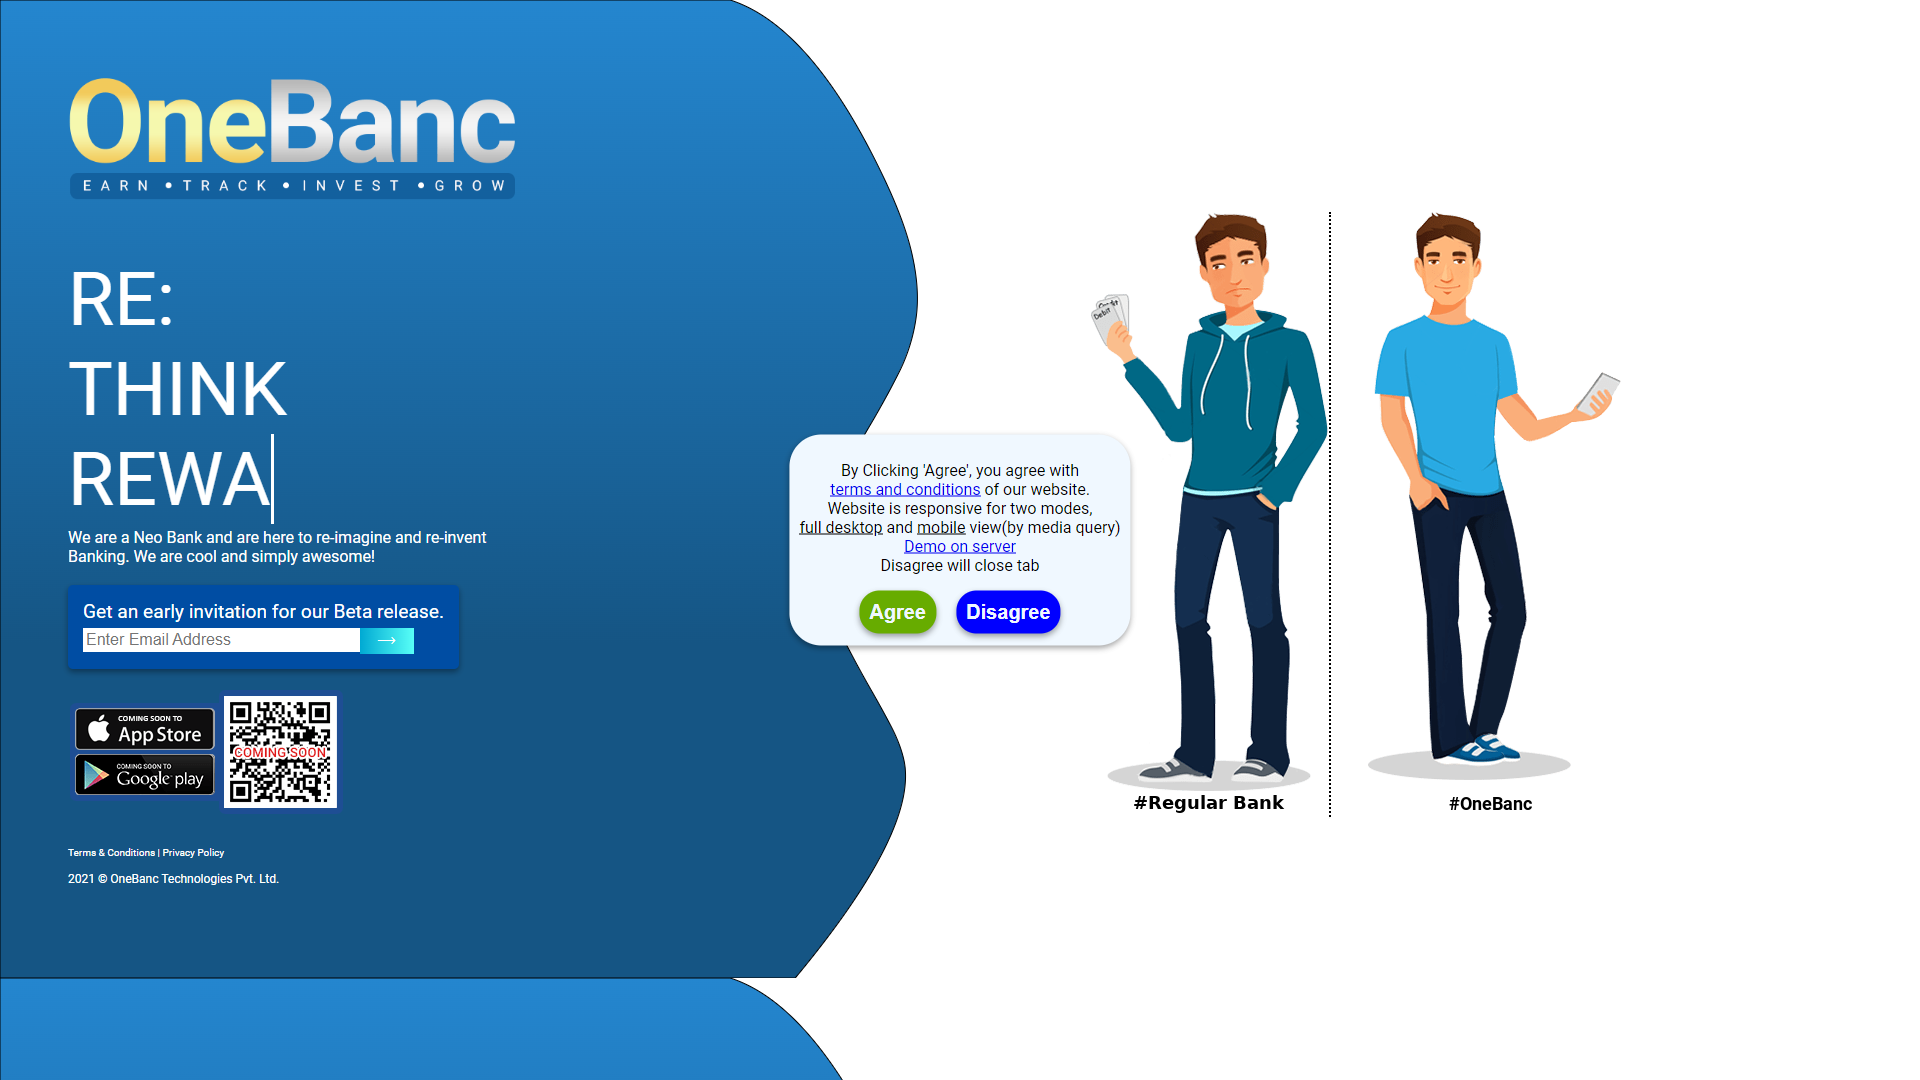 OneBanc
EARN • TRACK • INVEST • GROW
RE:
THINK
REWA
We are a Neo Bank and are here to re-imagine and re-invent
Banking. We are cool and simply awesome!
Get an early invitation for our Beta release.
Enter Email Address
COMING SOON TO
App Store
COMING SOON TO
Google play
COMING SOON
Terms & Conditions | Privacy Policy
2021 © OneBanc Technologies Pvt. Ltd.
By Clicking 'Agree', you agree with
terms and conditions of our website.
Website is responsive for two modes,
full desktop and mobile view(by media query)
Demo on server
Disagree will close tab
Agree Disagree
Credit
Debit
#Regular Bank
#OneBanc